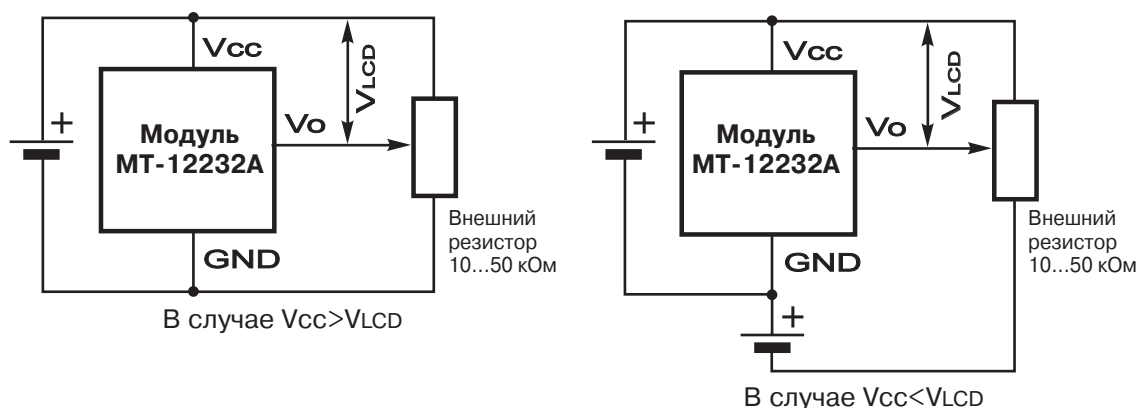 Vcc
VLCD
+
Vo
Модуль
МТ-12232А
Внешний
резистор
10...50 кОм
GND
В случае Vcc>VLCD
Vcc
VLCD
+
Vo
Модуль
МТ-12232А
Внешний
резистор
10...50 кОм
GND
+
В случае Vcc<VLCD